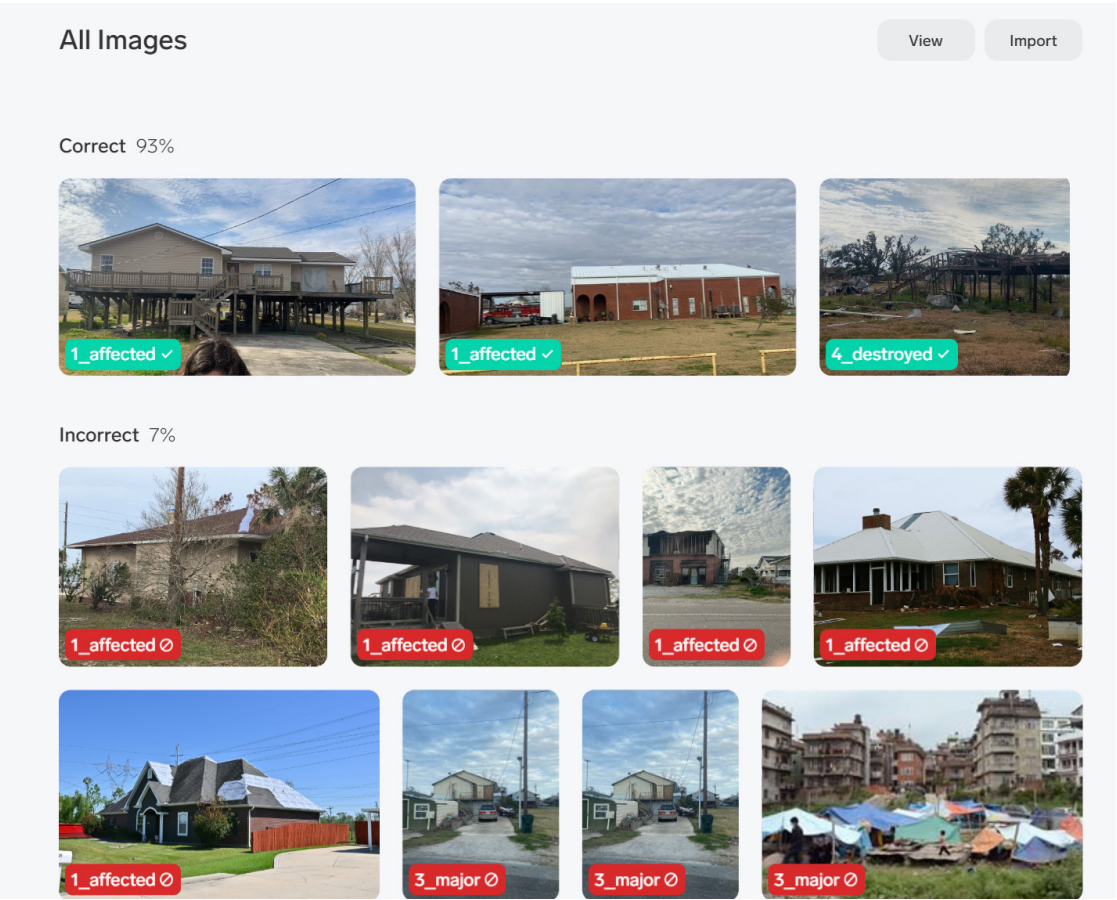 All Images
View
Import
Correct 93%
1_affected ✓
1_affected ✓
4_destroyed ✓
Incorrect 7%
1_affected
1_affected
1_affected
1_affected
1_affected
3_major
3_major
3_major